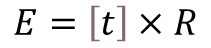 E = [t] × R